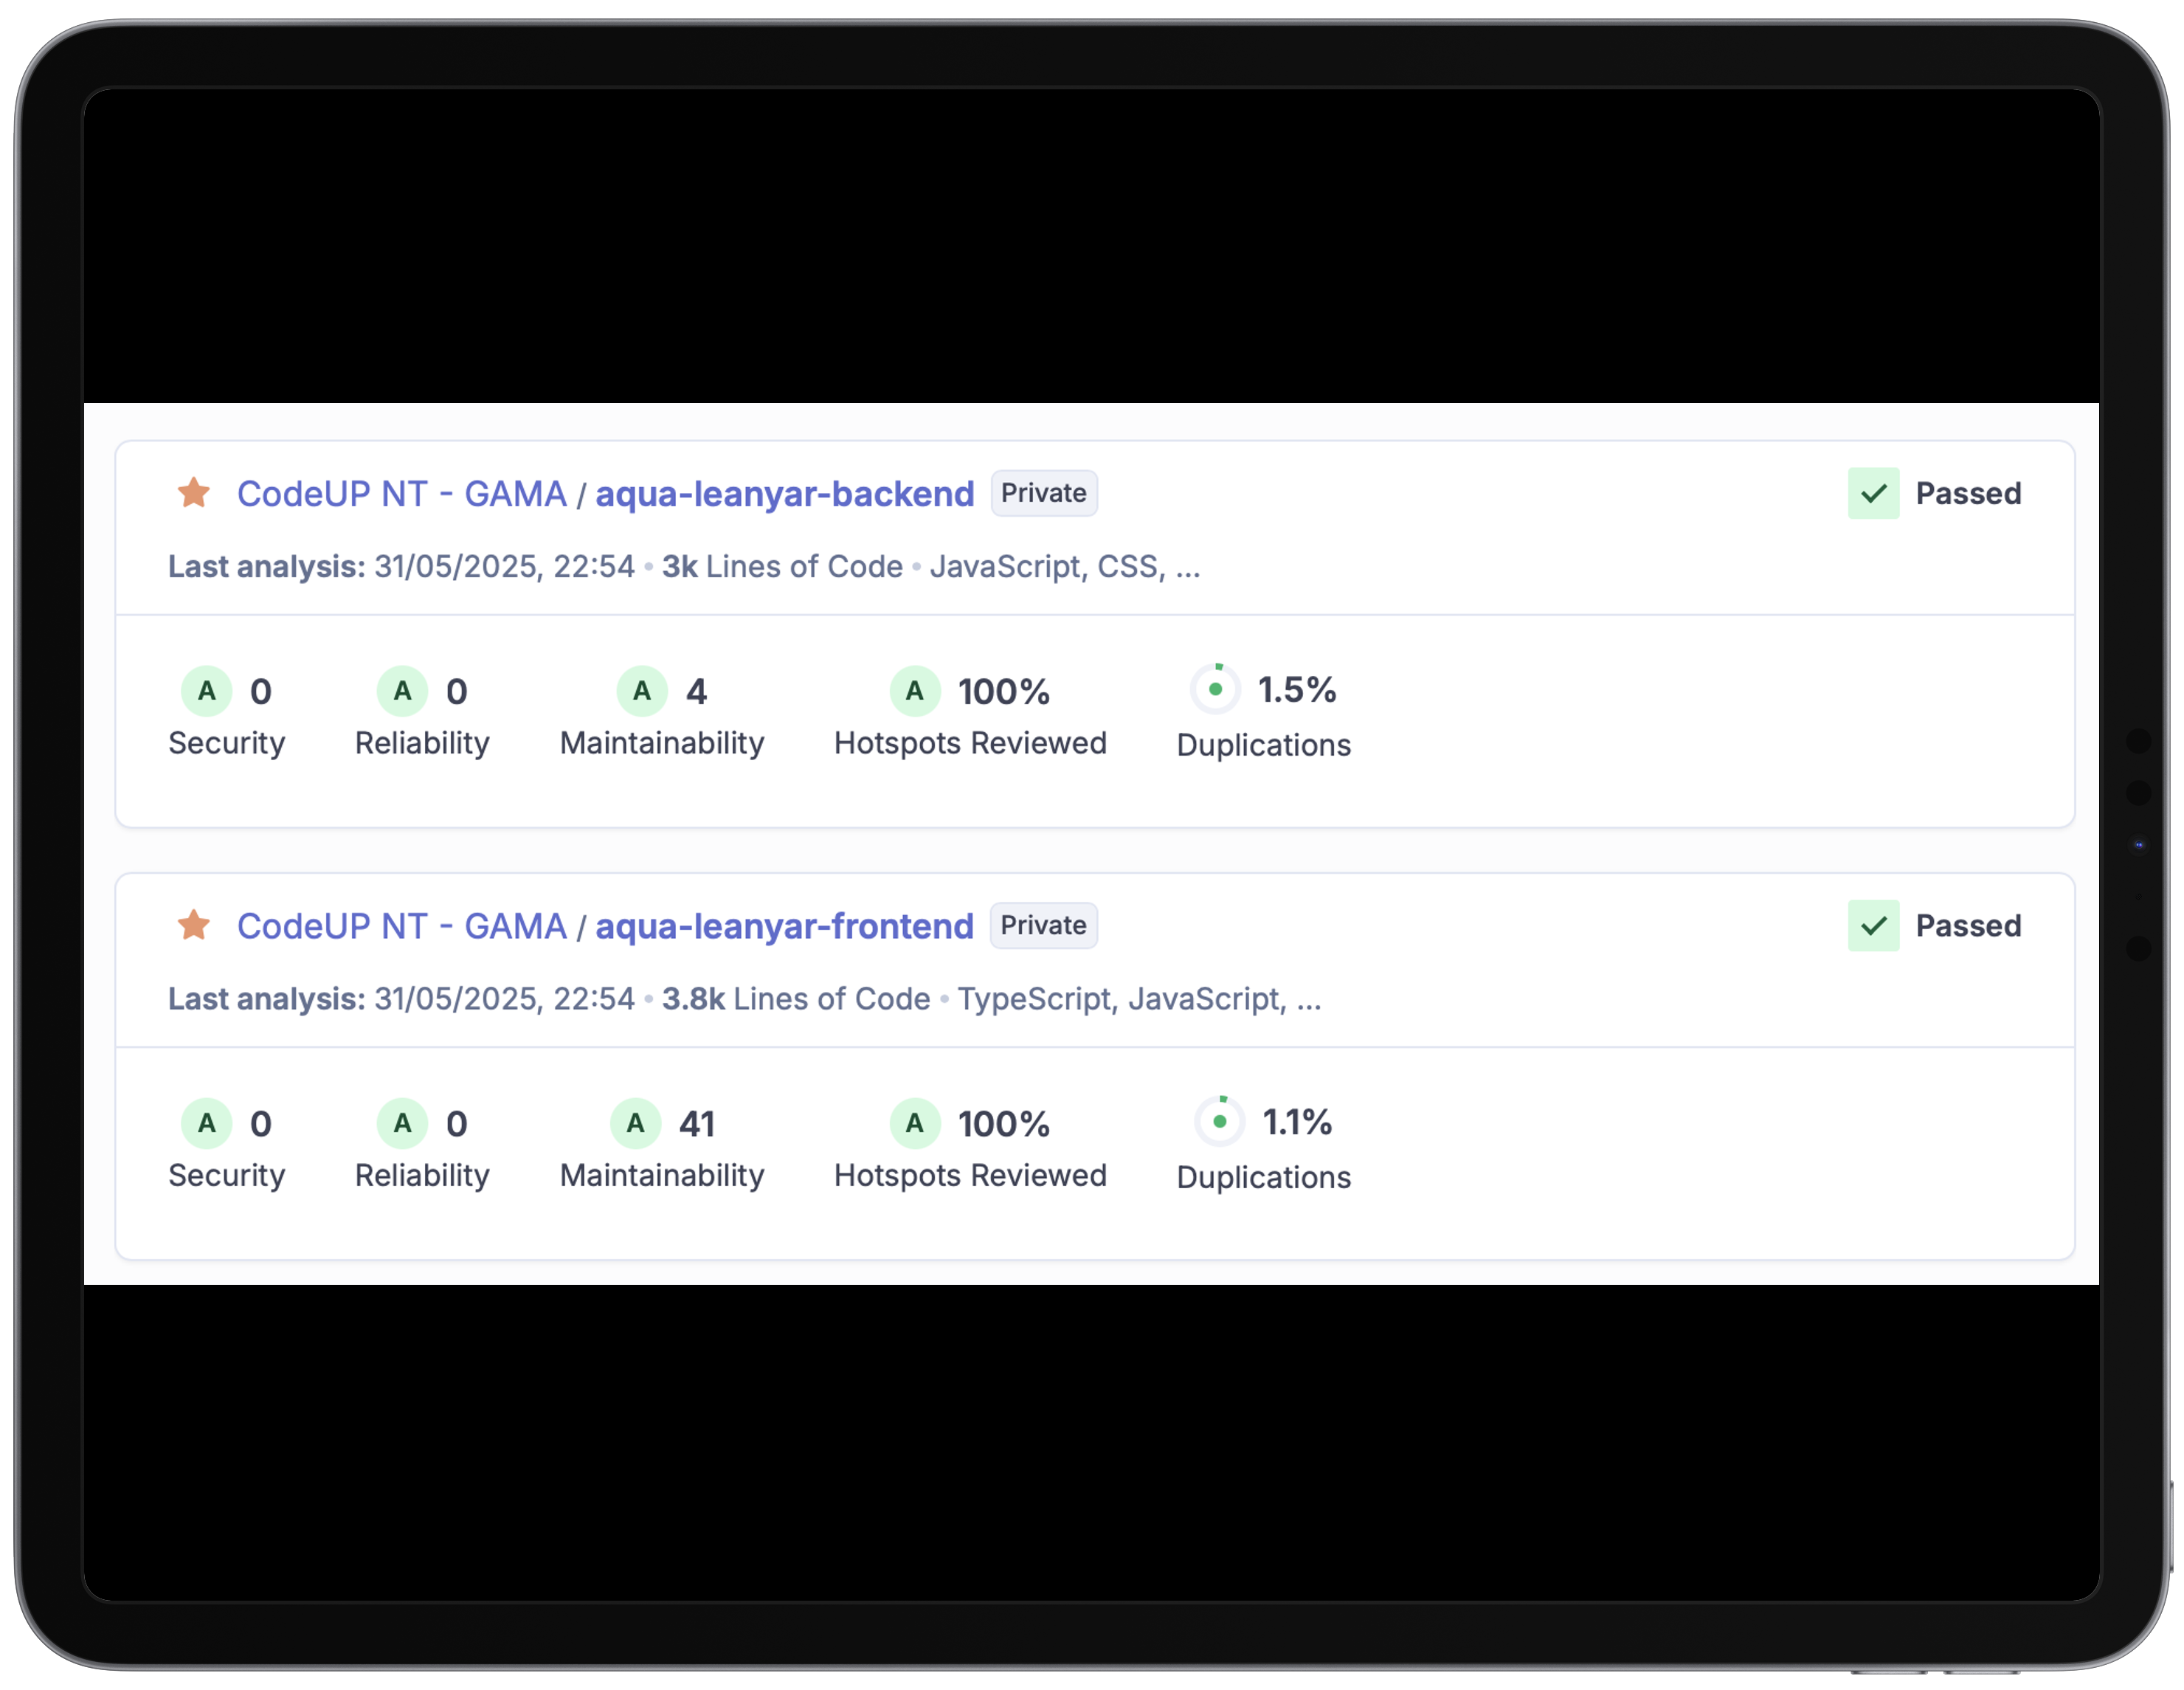 CodeUP NT - GAMA / aqua-leanyar-backend Private Passed
Last analysis: 31/05/2025, 22:54 • 3k Lines of Code • JavaScript, CSS, ...
A 0 A 0 A 4 A 100% 1.5%
Security Reliability Maintainability Hotspots Reviewed Duplications
CodeUP NT - GAMA / aqua-leanyar-frontend Private Passed
Last analysis: 31/05/2025, 22:54 • 3.8k Lines of Code • TypeScript, JavaScript, ...
A 0 A 0 A 41 A 100% 1.1%
Security Reliability Maintainability Hotspots Reviewed Duplications